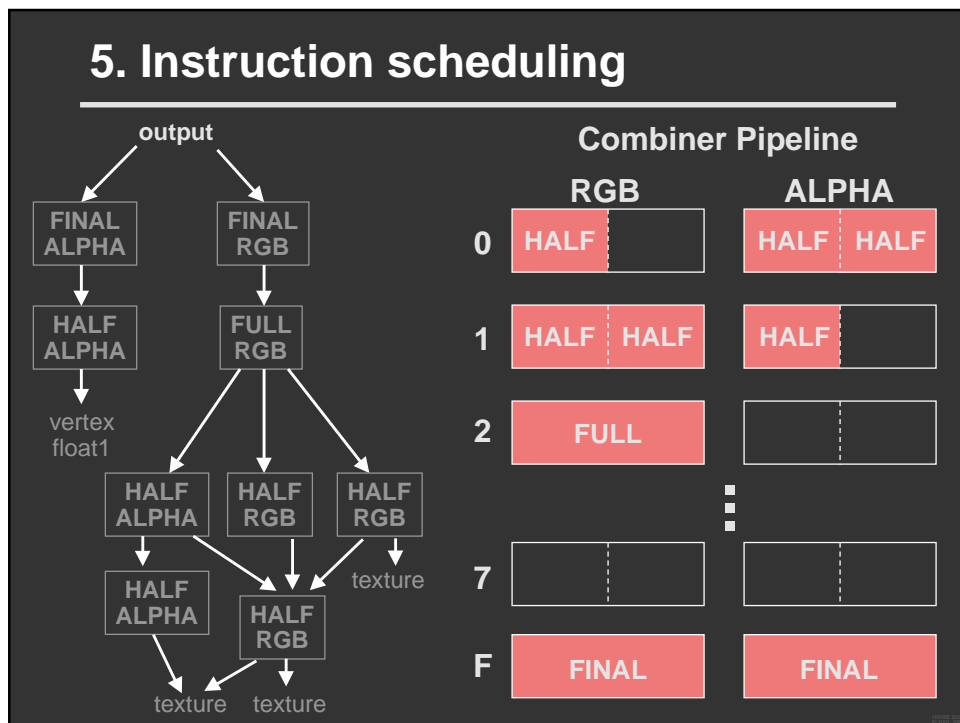 5. Instruction scheduling
output
FINAL
ALPHA
FINAL
RGB
HALF
ALPHA
FULL
RGB
vertex
float1
HALF
ALPHA
HALF
RGB
HALF
RGB
texture
HALF
ALPHA
HALF
RGB
texture
texture
Combiner Pipeline
RGB
ALPHA
0
HALF
HALF
HALF
1
HALF
HALF
HALF
2
FULL
7
F
FINAL
FINAL